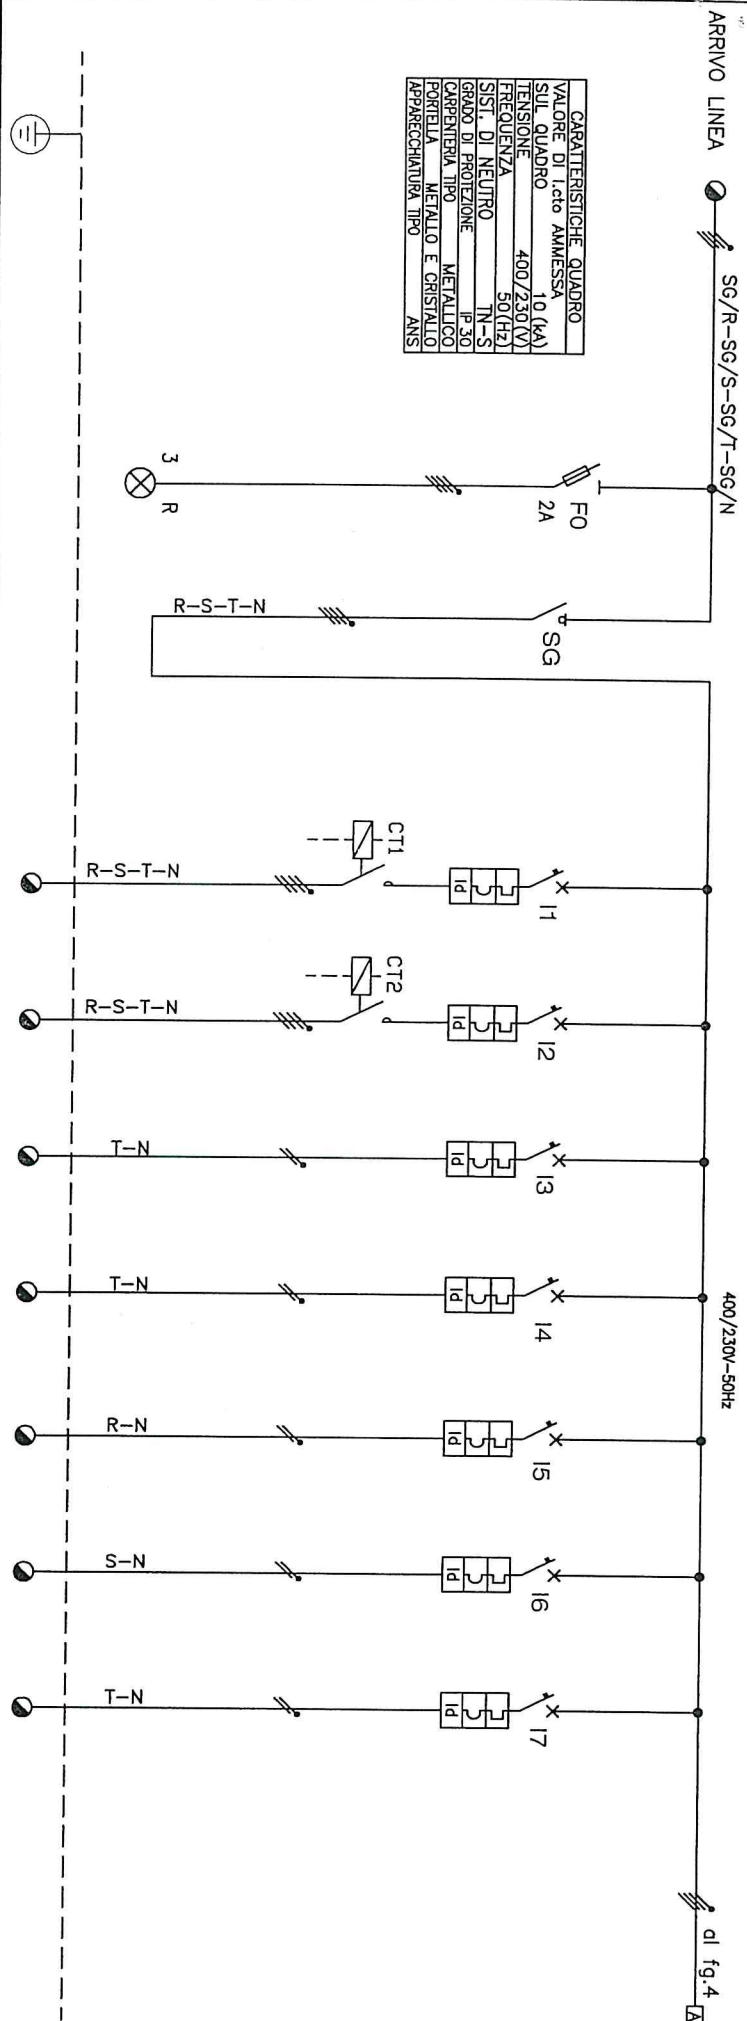 ARRIVO LINEA
SG/R-SG/S-SG/T-SG/N
400/230V-50Hz
al fg.4
A
CARATTERISTICHE QUADRO
VALORE DI I.cto AMMESSA
SUL QUADRO 10 (kA)
TENSIONE 400/230(V)
FREQUENZA 50(Hz)
SIST. DI NEUTRO TN-S
GRADO DI PROTEZIONE IP 30
CARPENTERIA TIPO METALLICO
PORTELLA METALLO E CRISTALLO
APPARECCHIATURA TIPO ANS
FO
2A
SG
I1
I2
I3
I4
I5
I6
I7
Id
Id
Id
Id
Id
Id
Id
CT1
CT2
3
R
R-S-T-N
R-S-T-N
R-S-T-N
T-N
T-N
R-N
S-N
T-N